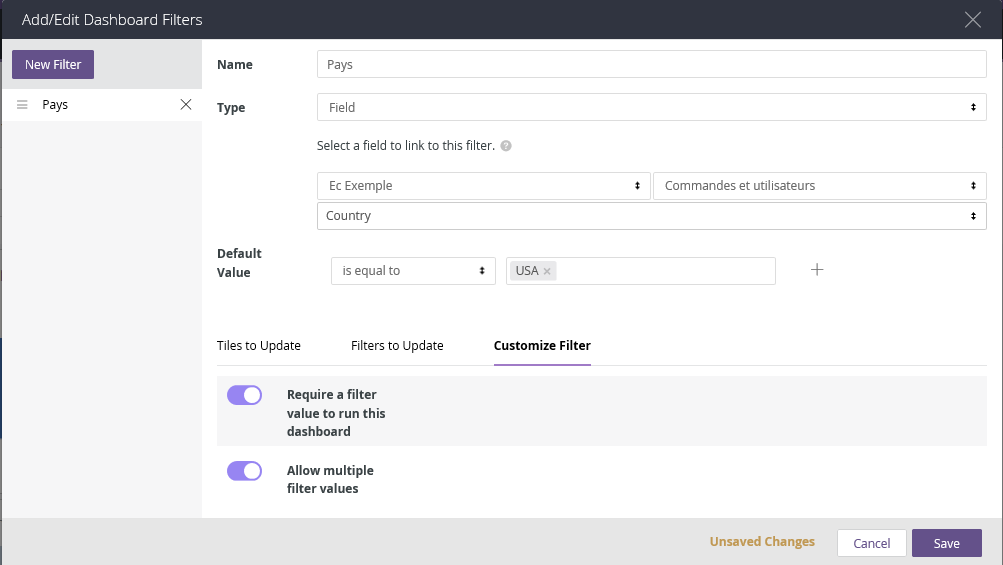 Add/Edit Dashboard Filters
New Filter
Pays
Name
Pays
Type
Field
Select a field to link to this filter. ?
Ec Exemple
Commandes et utilisateurs
Country
Default
Value
is equal to
USA ×
Tiles to Update
Filters to Update
Customize Filter
Require a filter
value to run this
dashboard
Allow multiple
filter values
Unsaved Changes
Cancel
Save